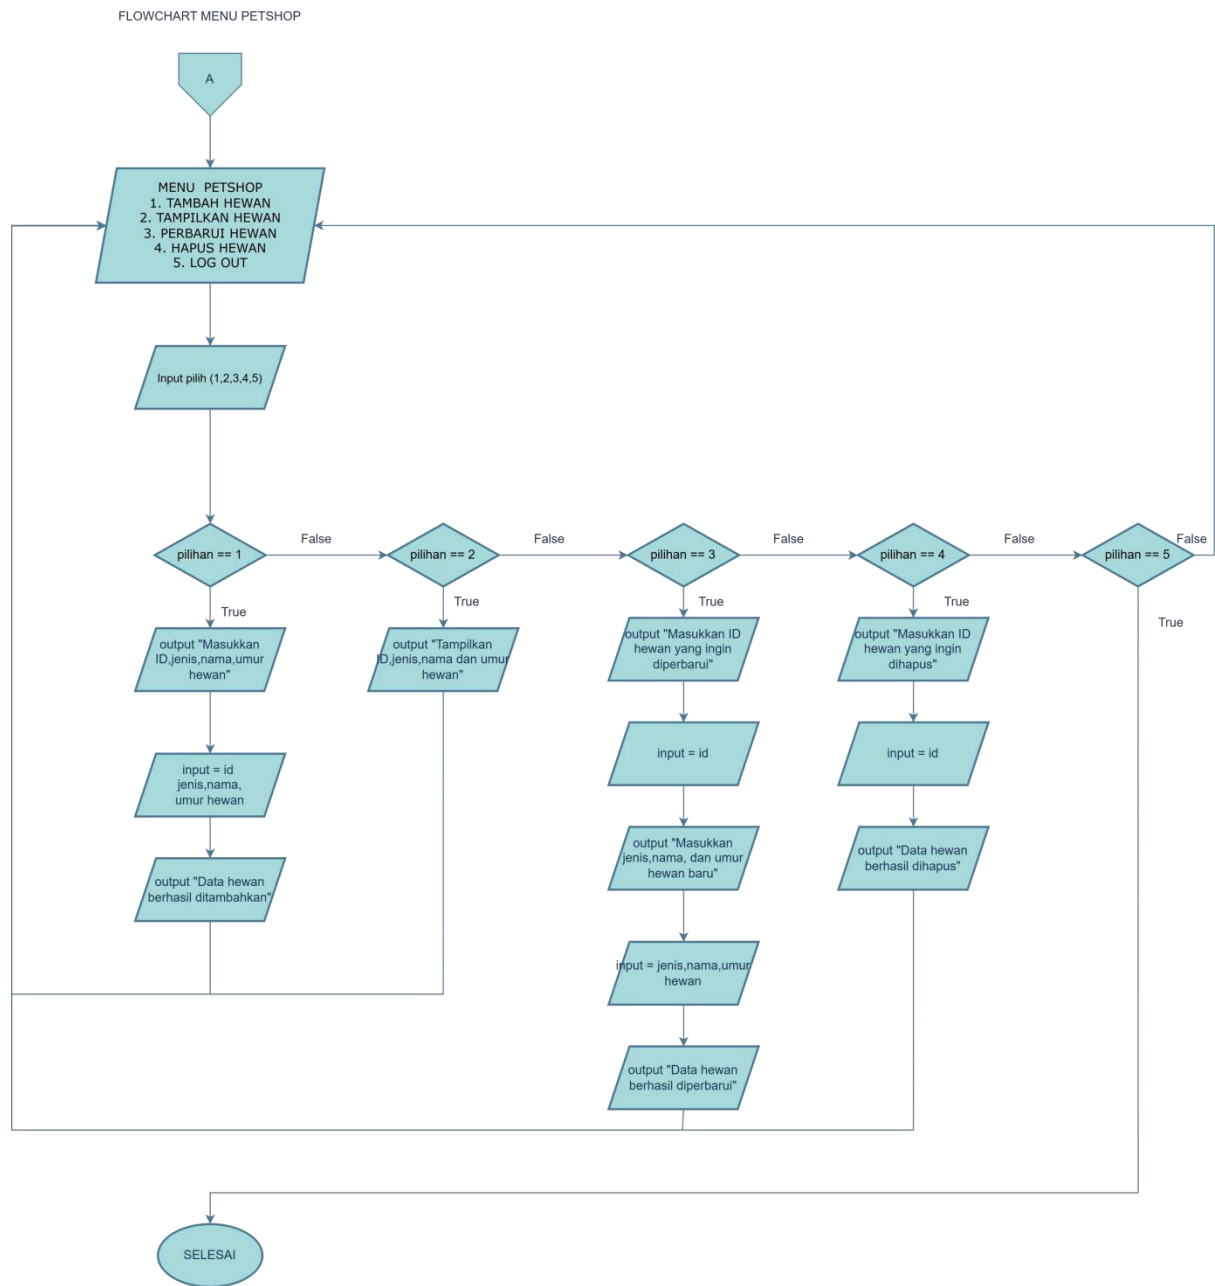 FLOWCHART MENU PETSHOP
A
MENU PETSHOP
1. TAMBAH HEWAN
2. TAMPILKAN HEWAN
3. PERBARUI HEWAN
4. HAPUS HEWAN
5. LOG OUT
Input pilih (1,2,3,4,5)
pilihan == 1
False
pilihan == 2
False
pilihan == 3
False
pilihan == 4
False
pilihan == 5
False
True
True
True
True
True
output "Masukkan
ID,jenis,nama,umur
hewan"
output "Tampilkan
ID,jenis,nama dan umur
hewan"
output "Masukkan ID
hewan yang ingin
diperbarui"
output "Masukkan ID
hewan yang ingin
dihapus"
input = id
jenis,nama,
umur hewan
input = id
input = id
output "Data hewan
berhasil ditambahkan"
output "Masukkan
jenis,nama, dan umur
hewan baru"
output "Data hewan
berhasil dihapus"
input = jenis,nama,umur
hewan
output "Data hewan
berhasil diperbarui"
SELESAI